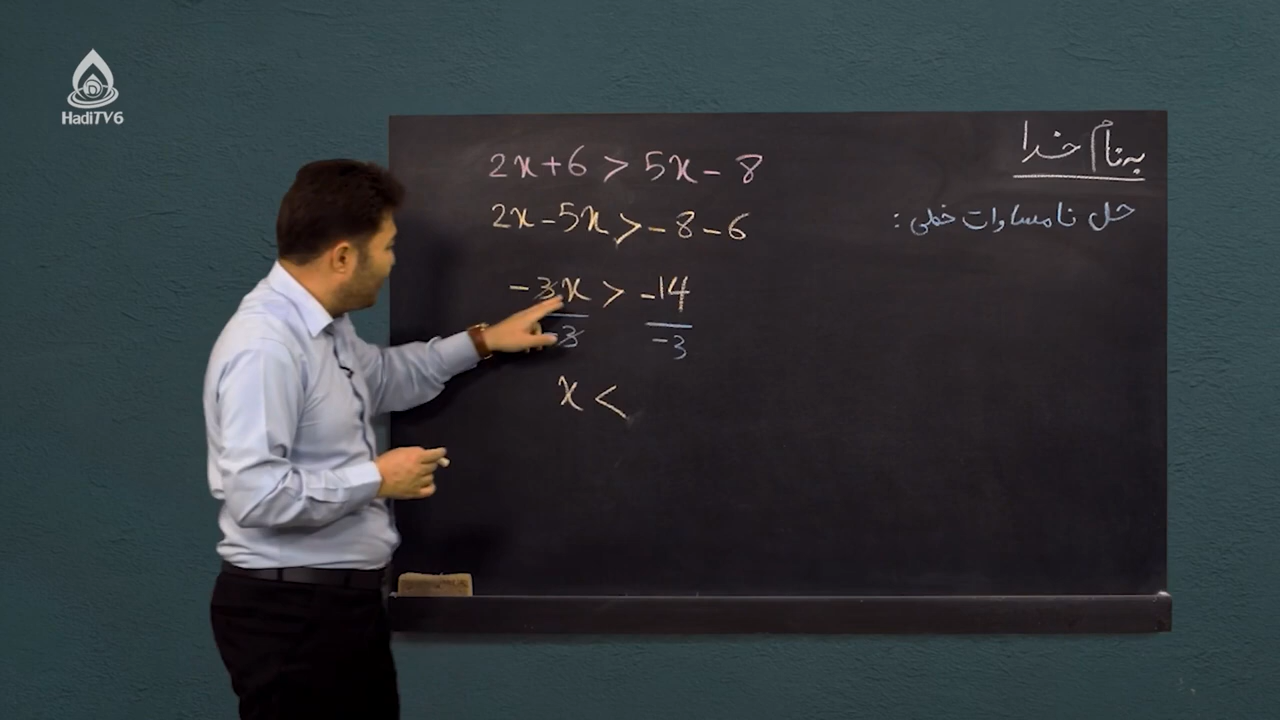 HadiTV6
به نام خدا
حل نامساوات خطی :
2x+6 > 5x-8
2x-5x > -8-6
-3x > -14
-3 -3
x <